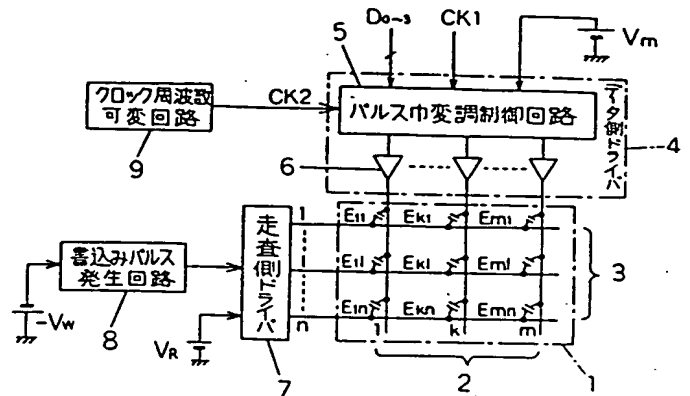 D0~3 CK1
5
Vm
クロック周波数
可変回路
CK2
パルス巾変調制御回路
データ側ドライバ
4
9
6
書込みパルス
発生回路
走査側ドライバ
1
E11 Ek1 Em1
E1l Ekl Eml
3
E1n Ekn Emn
n
1 k m
-Vw
8
VR
7
2
1